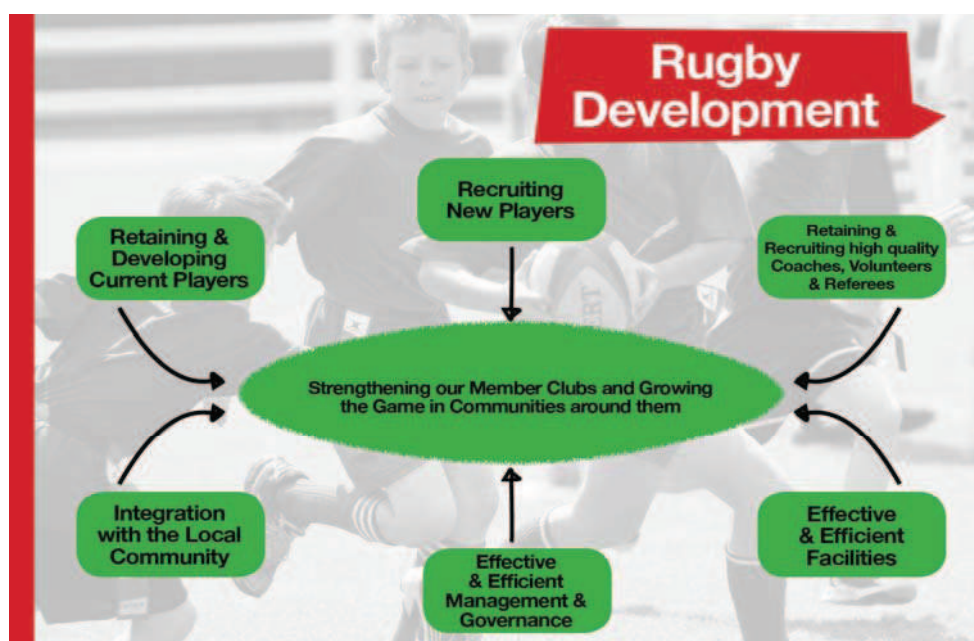 Rugby
Development
Recruiting
New Players
Retaining &
Developing
Current Players
Retaining &
Recruiting high quality
Coaches, Volunteers
& Referees
Strengthening our Member Clubs and Growing
the Game in Communities around them
Integration
with the Local
Community
Effective
& Efficient
Management &
Governance
Effective
& Efficient
Facilities